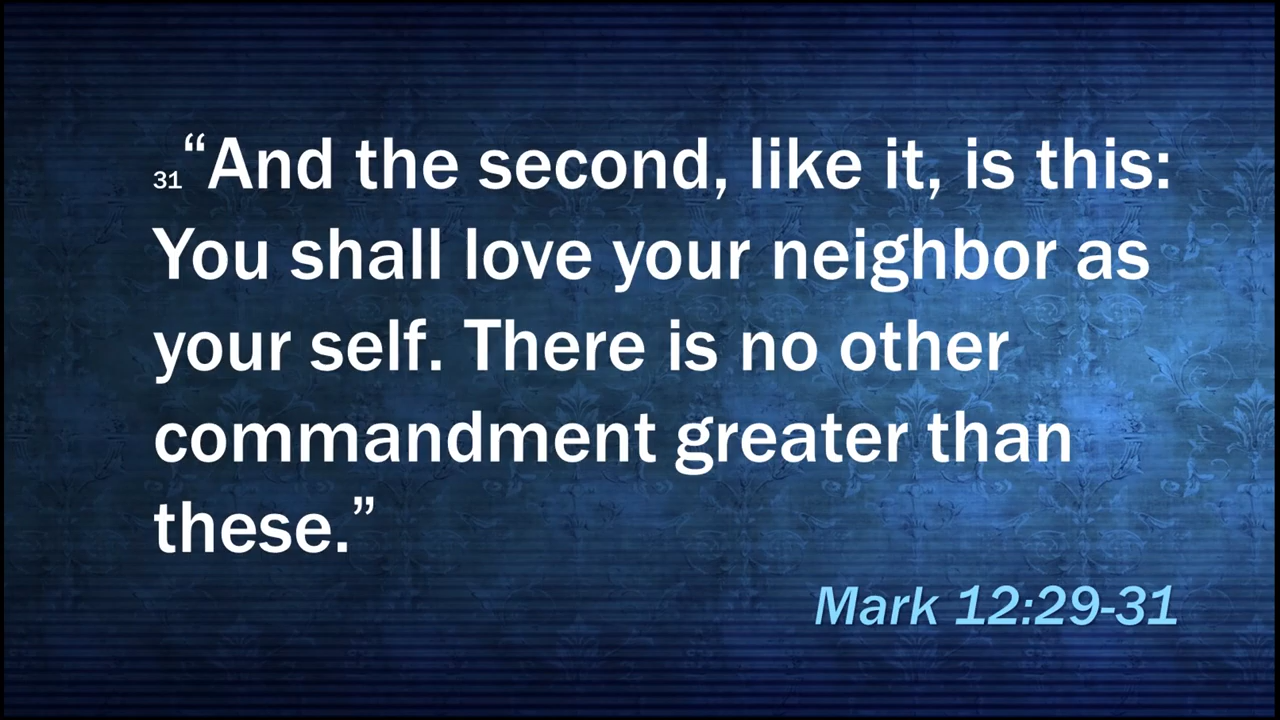 31“And the second, like it, is this:
You shall love your neighbor as
your self. There is no other
commandment greater than
these.”
Mark 12:29-31